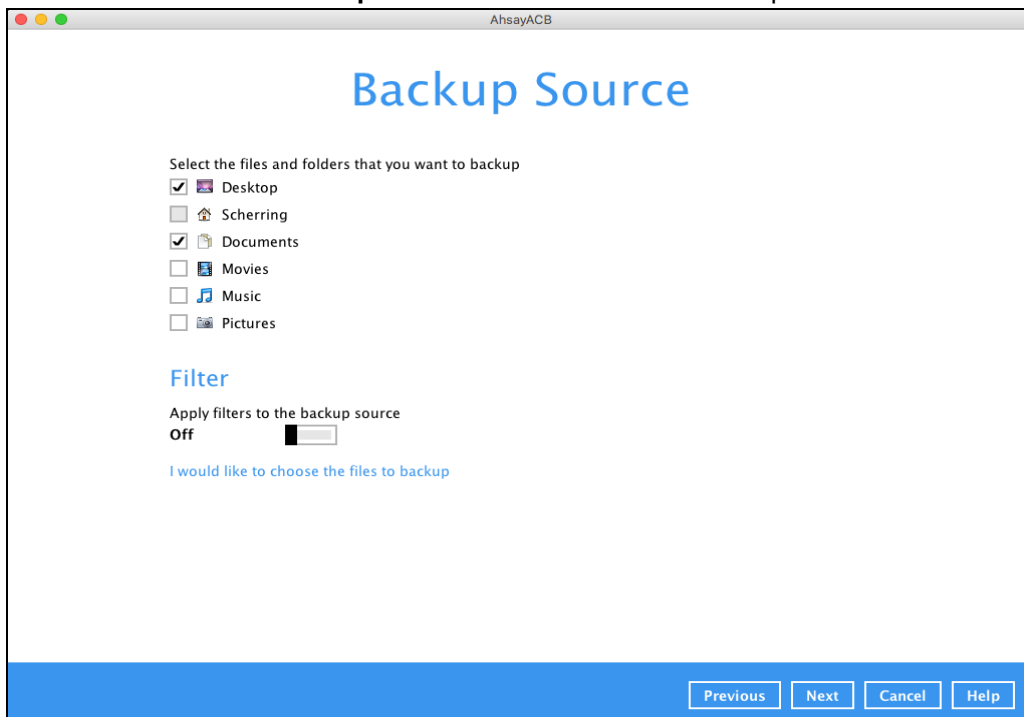 AhsayACB
Backup Source
Select the files and folders that you want to backup
Desktop
Scherring
Documents
Movies
Music
Pictures
Filter
Apply filters to the backup source
Off
I would like to choose the files to backup
Previous Next Cancel Help